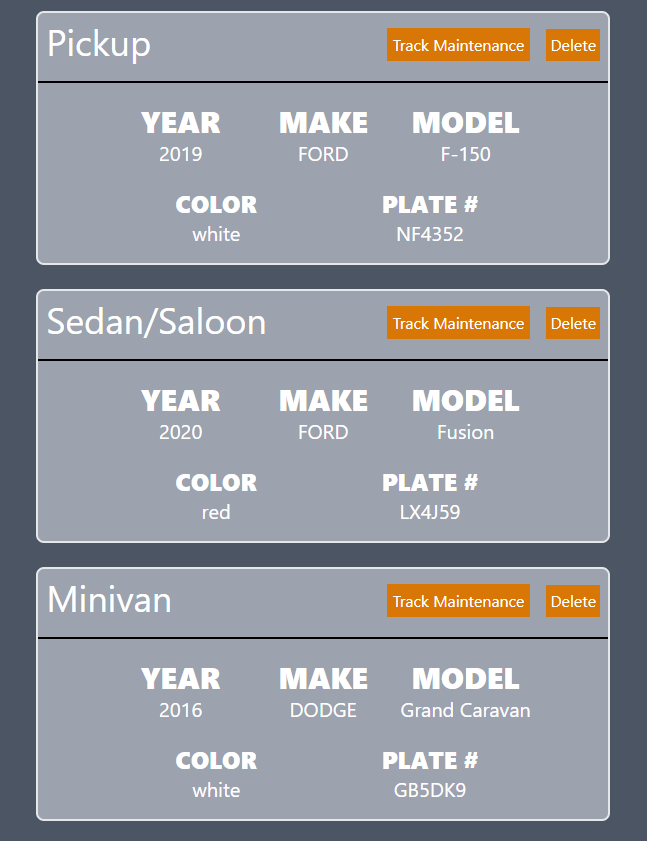 Pickup Track Maintenance Delete
YEAR MAKE MODEL
2019 FORD F-150
COLOR PLATE #
white NF4352
Sedan/Saloon Track Maintenance Delete
YEAR MAKE MODEL
2020 FORD Fusion
COLOR PLATE #
red LX4J59
Minivan Track Maintenance Delete
YEAR MAKE MODEL
2016 DODGE Grand Caravan
COLOR PLATE #
white GB5DK9